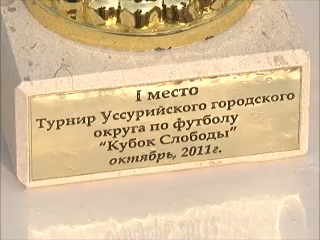 I место
Турнир Уссурийского городского
округа по футболу
“Кубок Слободы”
октябрь, 2011г.